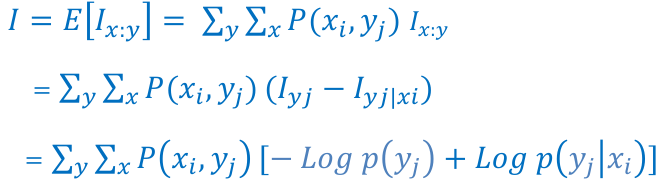 I = E[I_{x:y}] = ∑_y ∑_x P(x_i, y_j) I_{x:y}
= ∑_y ∑_x P(x_i, y_j) (I_{yj} − I_{yj|xi})
= ∑_y ∑_x P(x_i, y_j) [− Log p(y_j) + Log p(y_j|x_i)]